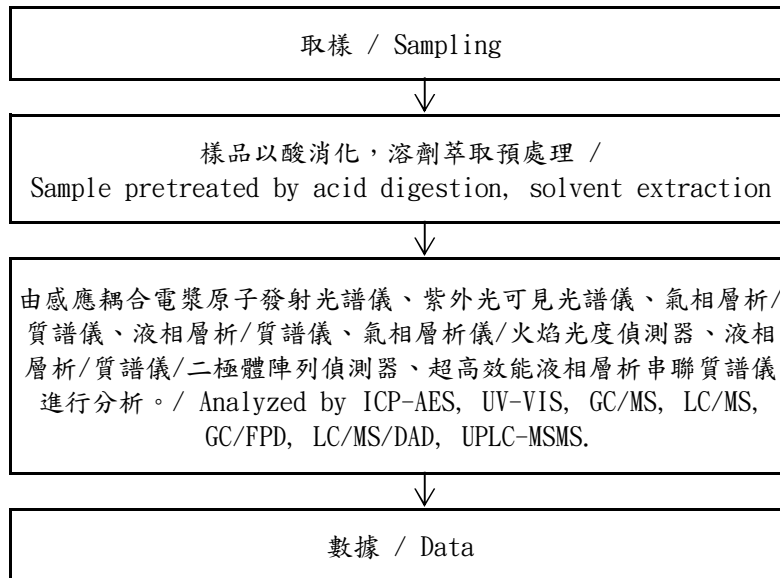 取樣 / Sampling
樣品以酸消化，溶劑萃取預處理 /
Sample pretreated by acid digestion, solvent extraction
由感應耦合電漿原子發射光譜儀、紫外光可見光譜儀、氣相層析/
質譜儀、液相層析/質譜儀、氣相層析儀/火焰光度偵測器、液相
層析/質譜儀/二極體陣列偵測器、超高效能液相層析串聯質譜儀
進行分析。/ Analyzed by ICP-AES, UV-VIS, GC/MS, LC/MS,
GC/FPD, LC/MS/DAD, UPLC-MSMS.
數據 / Data